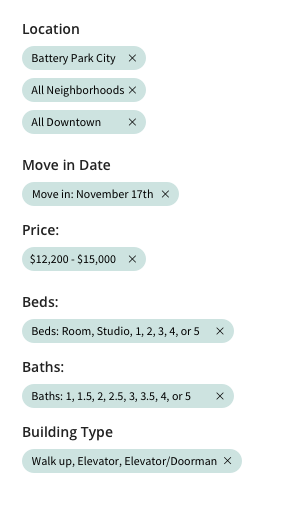 Location
Battery Park City ×
All Neighborhoods ×
All Downtown ×
Move in Date
Move in: November 17th ×
Price:
$12,200 - $15,000 ×
Beds:
Beds: Room, Studio, 1, 2, 3, 4, or 5 ×
Baths:
Baths: 1, 1.5, 2, 2.5, 3, 3.5, 4, or 5 ×
Building Type
Walk up, Elevator, Elevator/Doorman ×